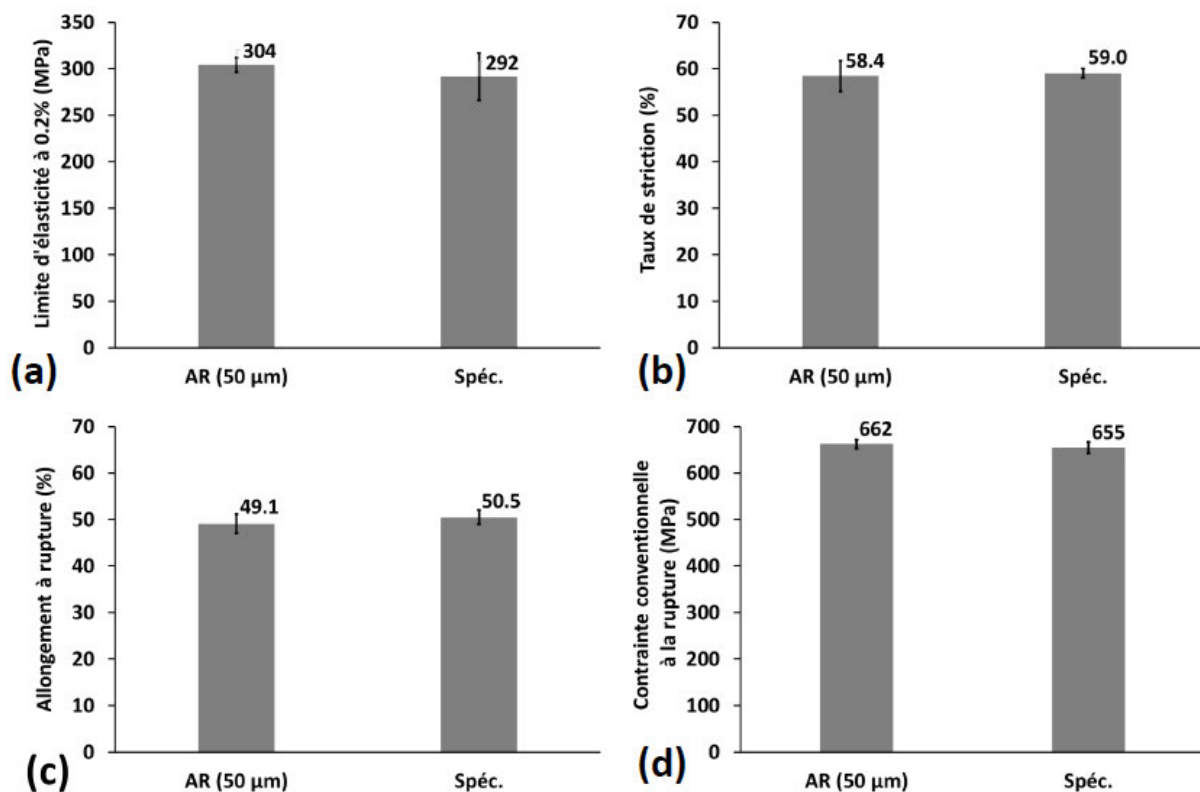 Limite d'élasticité à 0.2% (MPa)
350
300
250
200
150
100
50
0
304
292
AR (50 µm)
Spéc.
(a)
Taux de striction (%)
70
60
50
40
30
20
10
0
58.4
59.0
AR (50 µm)
Spéc.
(b)
Allongement à rupture (%)
70
60
50
40
30
20
10
0
49.1
50.5
AR (50 µm)
Spéc.
(c)
Contrainte conventionnelle
à la rupture (MPa)
700
600
500
400
300
200
100
0
662
655
AR (50 µm)
Spéc.
(d)